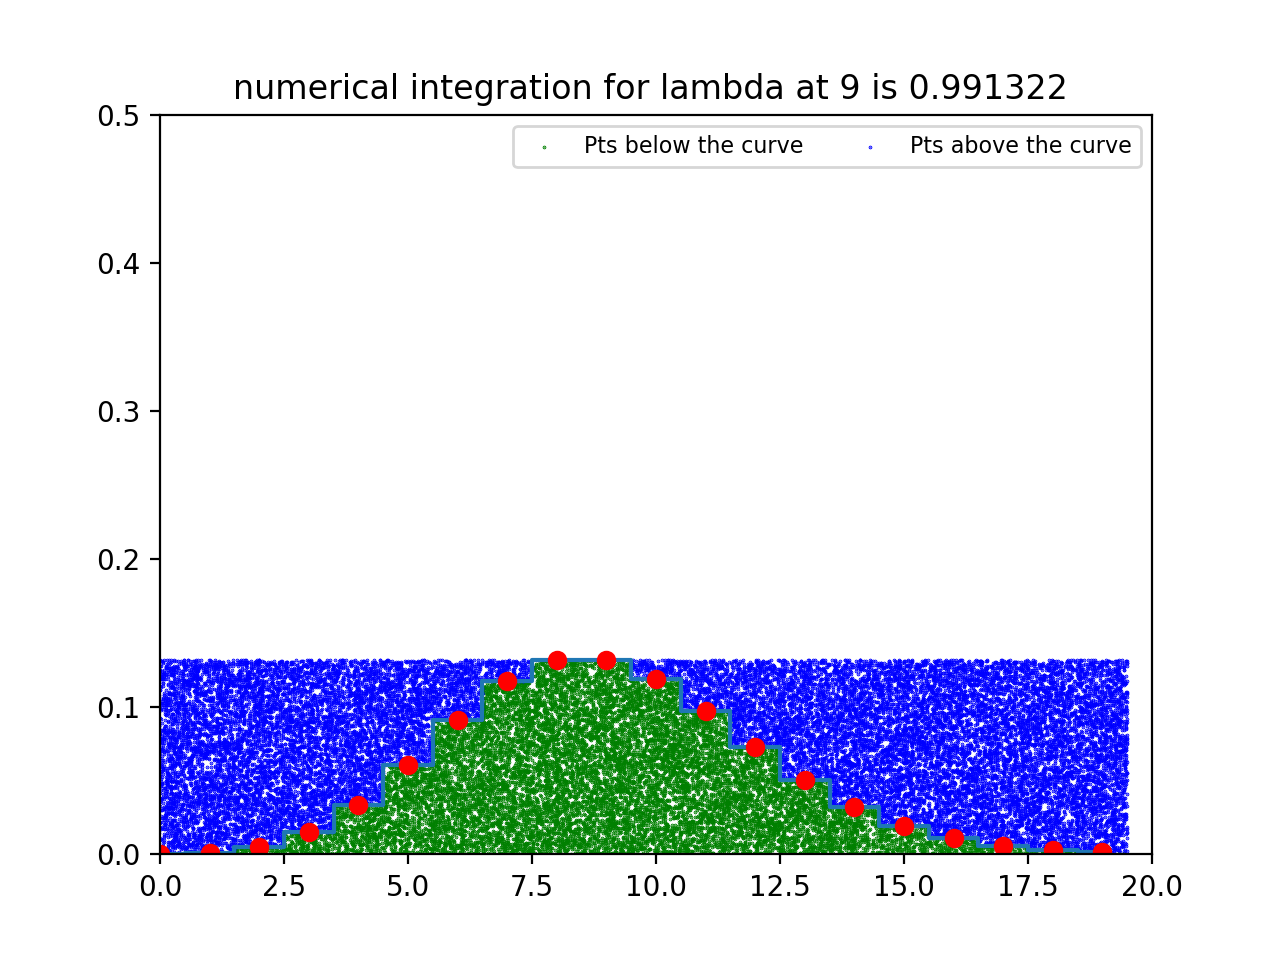 numerical integration for lambda at 9 is 0.991322
Pts below the curve Pts above the curve
0.5
0.4
0.3
0.2
0.1
0.0
0.0 2.5 5.0 7.5 10.0 12.5 15.0 17.5 20.0